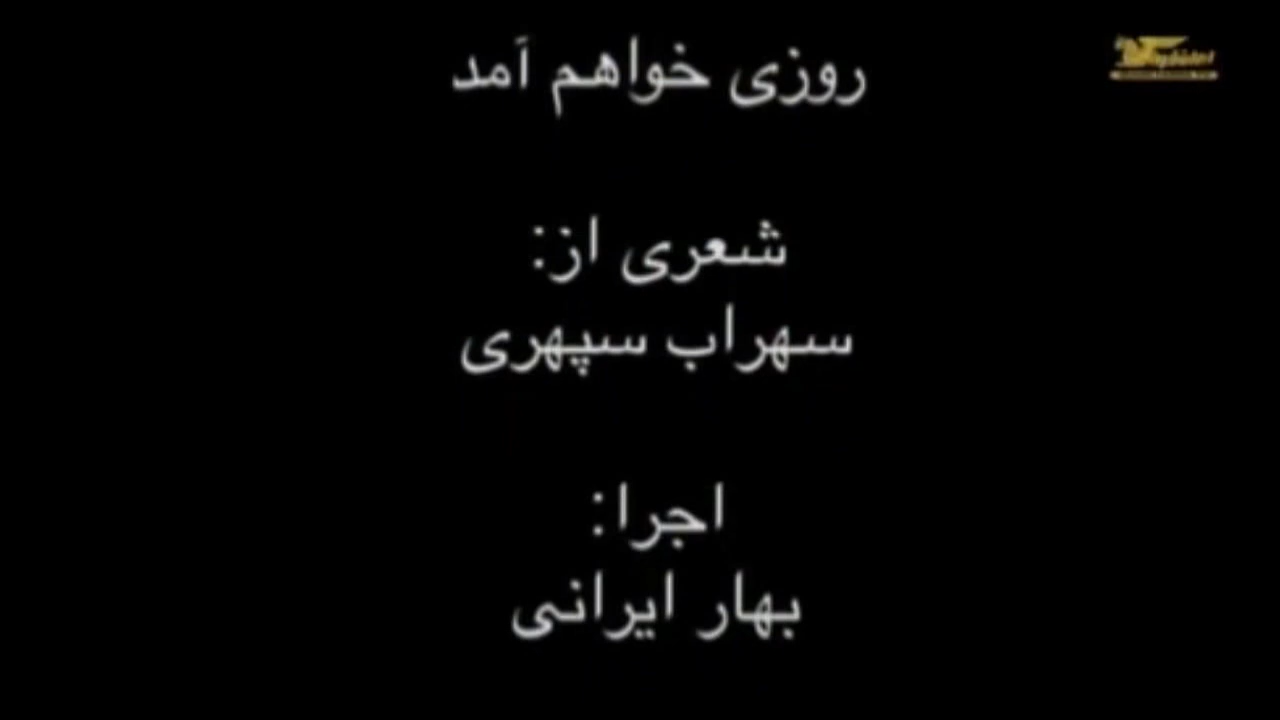 روزی خواهم آمد
شعری از:
سهراب سپهری
اجرا:
بهار ایرانی